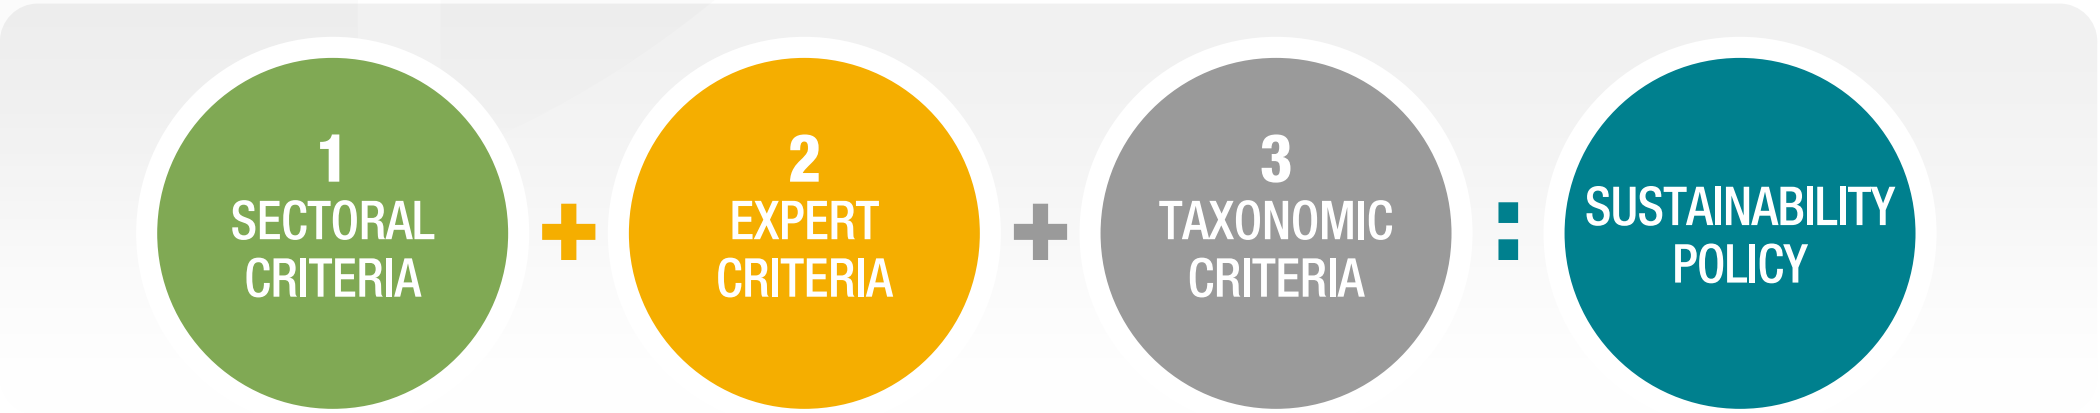 1
SECTORAL
CRITERIA
+
2
EXPERT
CRITERIA
+
3
TAXONOMIC
CRITERIA
:
SUSTAINABILITY
POLICY